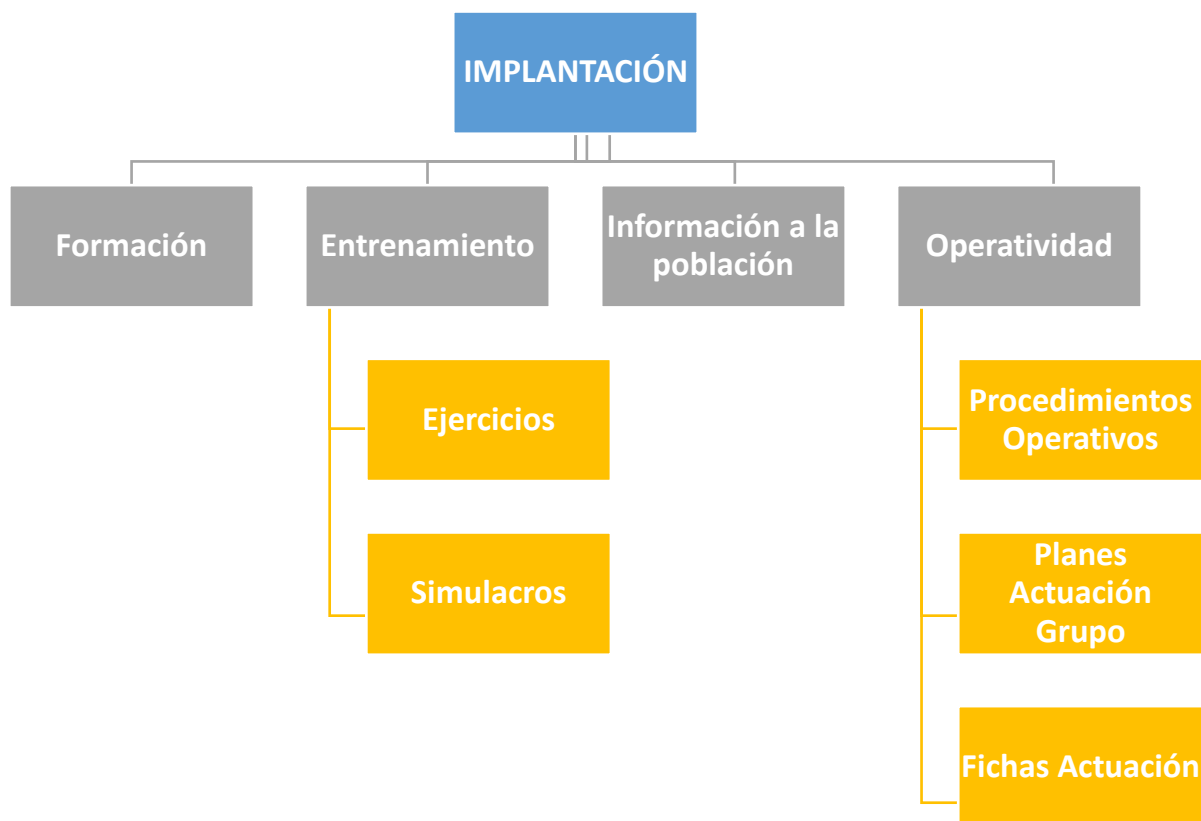 IMPLANTACIÓN
Formación
Entrenamiento
Información a la
población
Operatividad
Ejercicios
Simulacros
Procedimientos
Operativos
Planes
Actuación
Grupo
Fichas Actuación